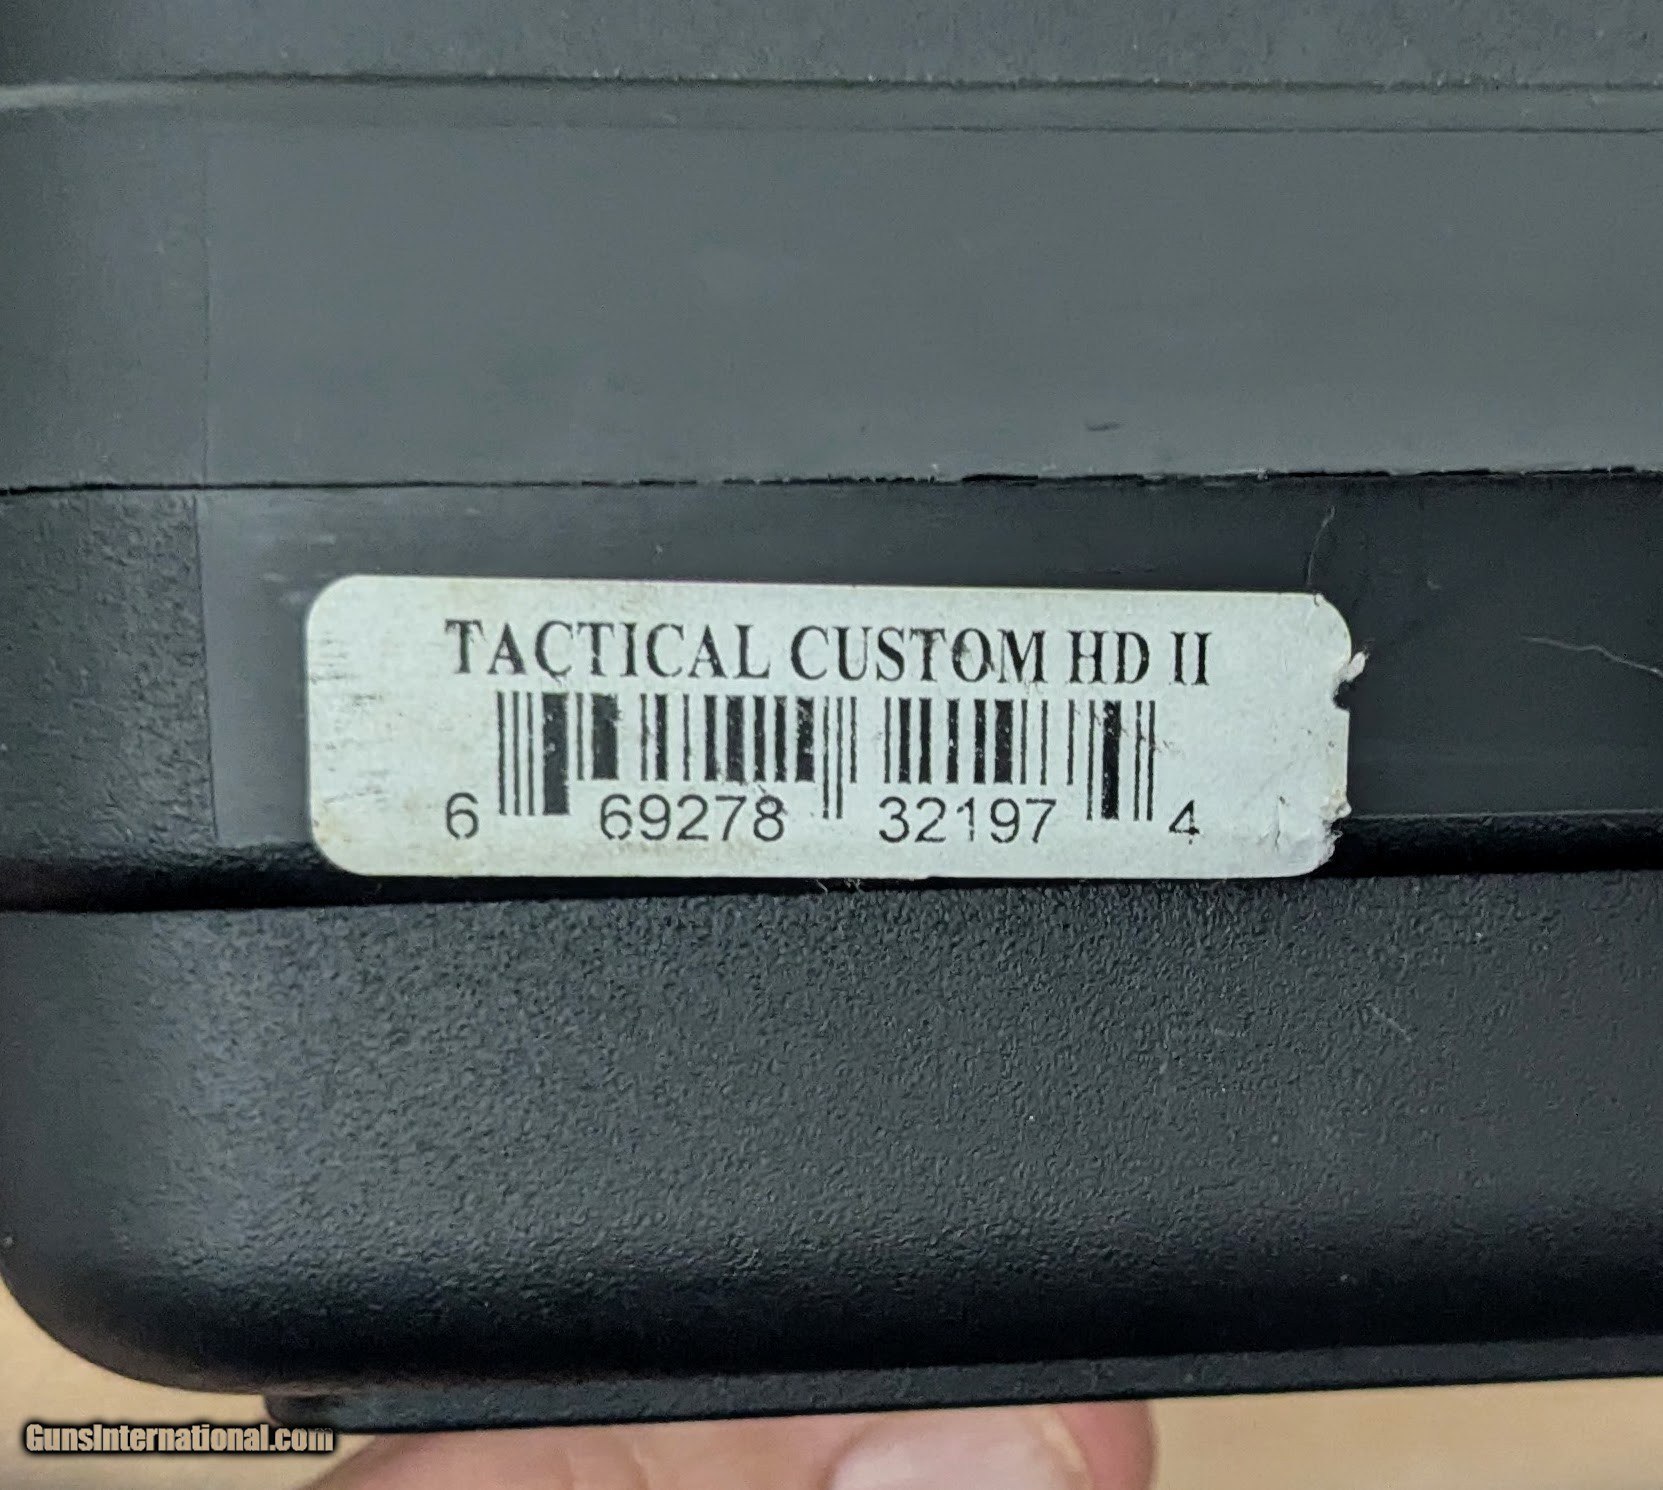 TACTICAL CUSTOM HD II
6 69278 32197 4
GunsInternational.com